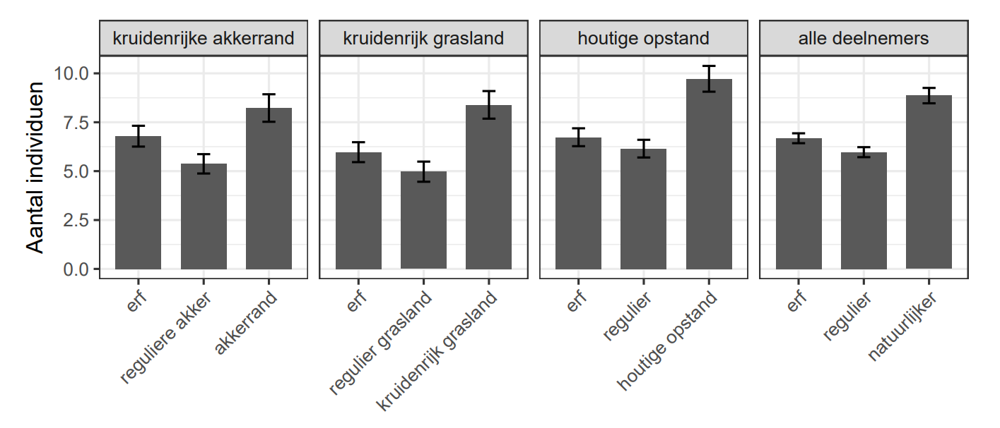 kruidenrijke akkerrand
kruidenrijk grasland
houtige opstand
alle deelnemers
Aantal individuen
10.0
7.5
5.0
2.5
0.0
erf
reguliere akker
akkerrand
erf
regulier grasland
kruidenrijk grasland
erf
regulier
houtige opstand
erf
regulier
natuurlijker